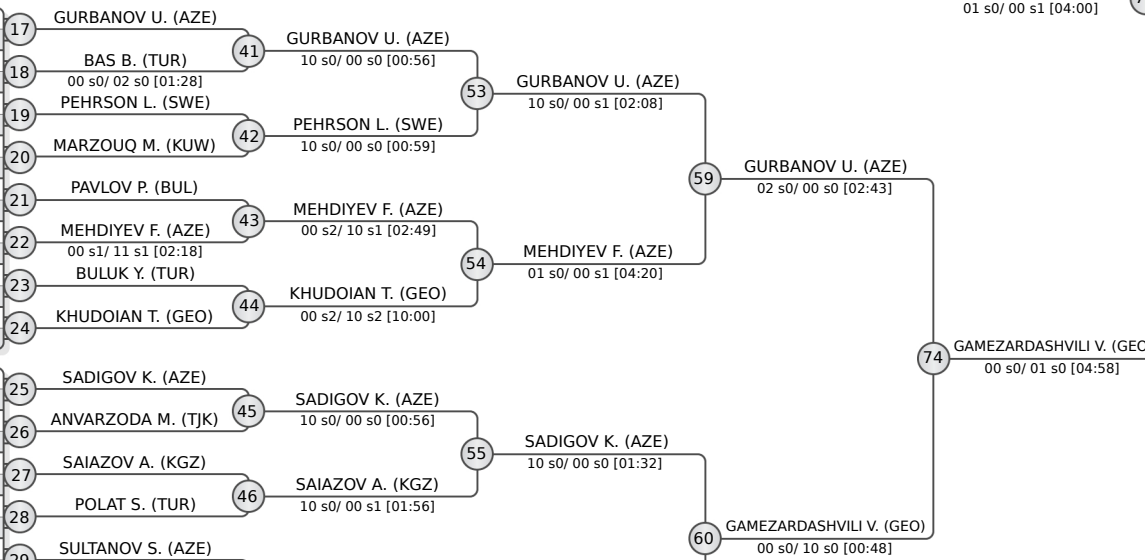 01 s0/ 00 s1 [04:00]
17
GURBANOV U. (AZE)
18
BAS B. (TUR)
00 s0/ 02 s0 [01:28]
41
GURBANOV U. (AZE)
10 s0/ 00 s0 [00:56]
19
PEHRSON L. (SWE)
20
MARZOUQ M. (KUW)
42
PEHRSON L. (SWE)
10 s0/ 00 s0 [00:59]
53
GURBANOV U. (AZE)
10 s0/ 00 s1 [02:08]
21
PAVLOV P. (BUL)
22
MEHDIYEV F. (AZE)
00 s1/ 11 s1 [02:18]
43
MEHDIYEV F. (AZE)
00 s2/ 10 s1 [02:49]
23
BULUK Y. (TUR)
24
KHUDOIAN T. (GEO)
44
KHUDOIAN T. (GEO)
00 s2/ 10 s2 [10:00]
54
MEHDIYEV F. (AZE)
01 s0/ 00 s1 [04:20]
59
GURBANOV U. (AZE)
02 s0/ 00 s0 [02:43]
74
GAMEZARDASHVILI V. (GEO
00 s0/ 01 s0 [04:58]
25
SADIGOV K. (AZE)
26
ANVARZODA M. (TJK)
45
SADIGOV K. (AZE)
10 s0/ 00 s0 [00:56]
27
SAIAZOV A. (KGZ)
28
POLAT S. (TUR)
46
SAIAZOV A. (KGZ)
10 s0/ 00 s1 [01:56]
55
SADIGOV K. (AZE)
10 s0/ 00 s0 [01:32]
29
SULTANOV S. (AZE)
60
GAMEZARDASHVILI V. (GEO)
00 s0/ 10 s0 [00:48]